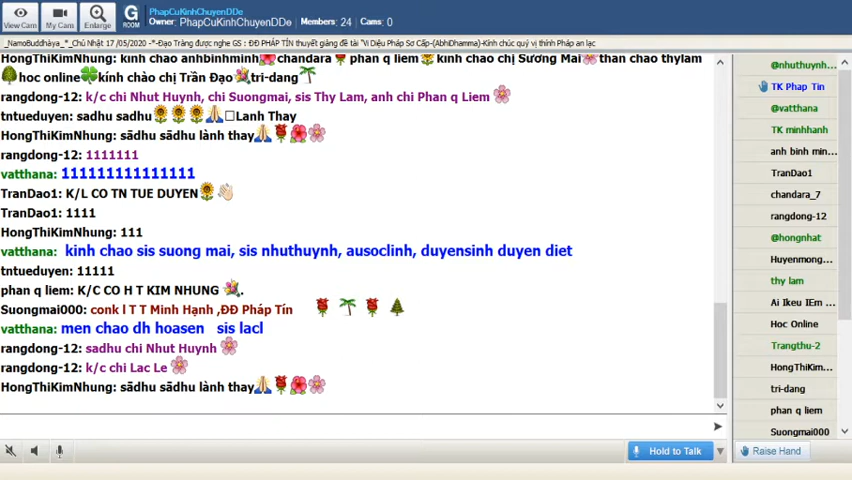 PhapCuKinhChuyenDDe
Owner: PhapCuKinhChuyenDDe Members: 24 Cams: 0
View Cam
My Cam
Enlarge
G
ROOM
_NamoBuddhàya_*_Chủ Nhật 17/05/2020 -*-Đạo Tràng được nghe GS : ĐĐ PHÁP TÍN thuyết giảng đề tài "Vi Diệu Pháp Sơ Cấp-(AbhiDhamma)-Kính chúc quý vị thính Pháp an lạc
HongThiKimNhung: kính chào anhbinhminh chandara phan q liem kính chào chị Sương Mai than chao thylam
hoc online kính chào chị Trần Đạo tri-dang
rangdong-12: k/c chi Nhut Huynh, chi Suongmai, sis Thy Lam, anh chi Phan q Liem
tntueduyen: sadhu sadhu Lanh Thay
HongThiKimNhung: sādhu sādhu lành thay
rangdong-12: 1111111
vatthana: 111111111111111
TranDao1: K/L CO TN TUE DUYEN
TranDao1: 1111
HongThiKimNhung: 111
vatthana: kinh chao sis suong mai, sis nhuthuynh, ausoclinh, duyensinh duyen diet
tntueduyen: 11111
phan q liem: K/C CO H T KIM NHUNG .
Suongmai000: conk l T T Minh Hạnh ,ĐĐ Pháp Tín
vatthana: men chao dh hoasen sis lacl
rangdong-12: sadhu chi Nhut Huynh
rangdong-12: k/c chi Lac Le
HongThiKimNhung: sādhu sādhu lành thay
@nhuthuynh...
TK Phap Tin
@vatthana
TK minhhanh
anh binh min...
TranDao1
chandara_7
rangdong-12
@hongnhat
Huyenmong...
thy lam
Ai Ikeu IEm ...
Hoc Online
Trangthu-2
HongThiKim...
tri-dang
phan q liem
Suongmai000
Hold to Talk
Raise Hand